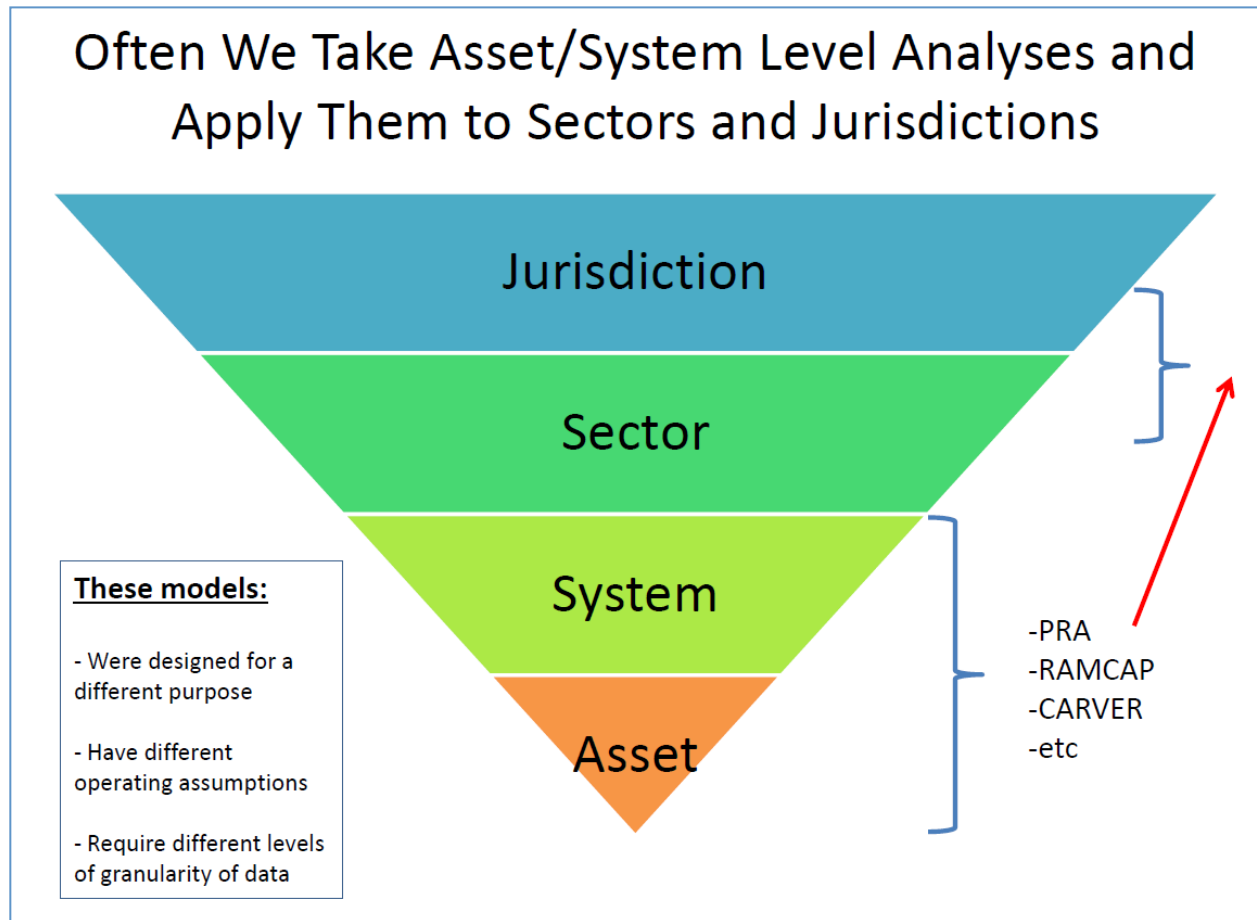 Often We Take Asset/System Level Analyses and
Apply Them to Sectors and Jurisdictions
Jurisdiction
Sector
System
Asset
These models:
- Were designed for a
different purpose
- Have different
operating assumptions
- Require different levels
of granularity of data
-PRA
-RAMCAP
-CARVER
-etc